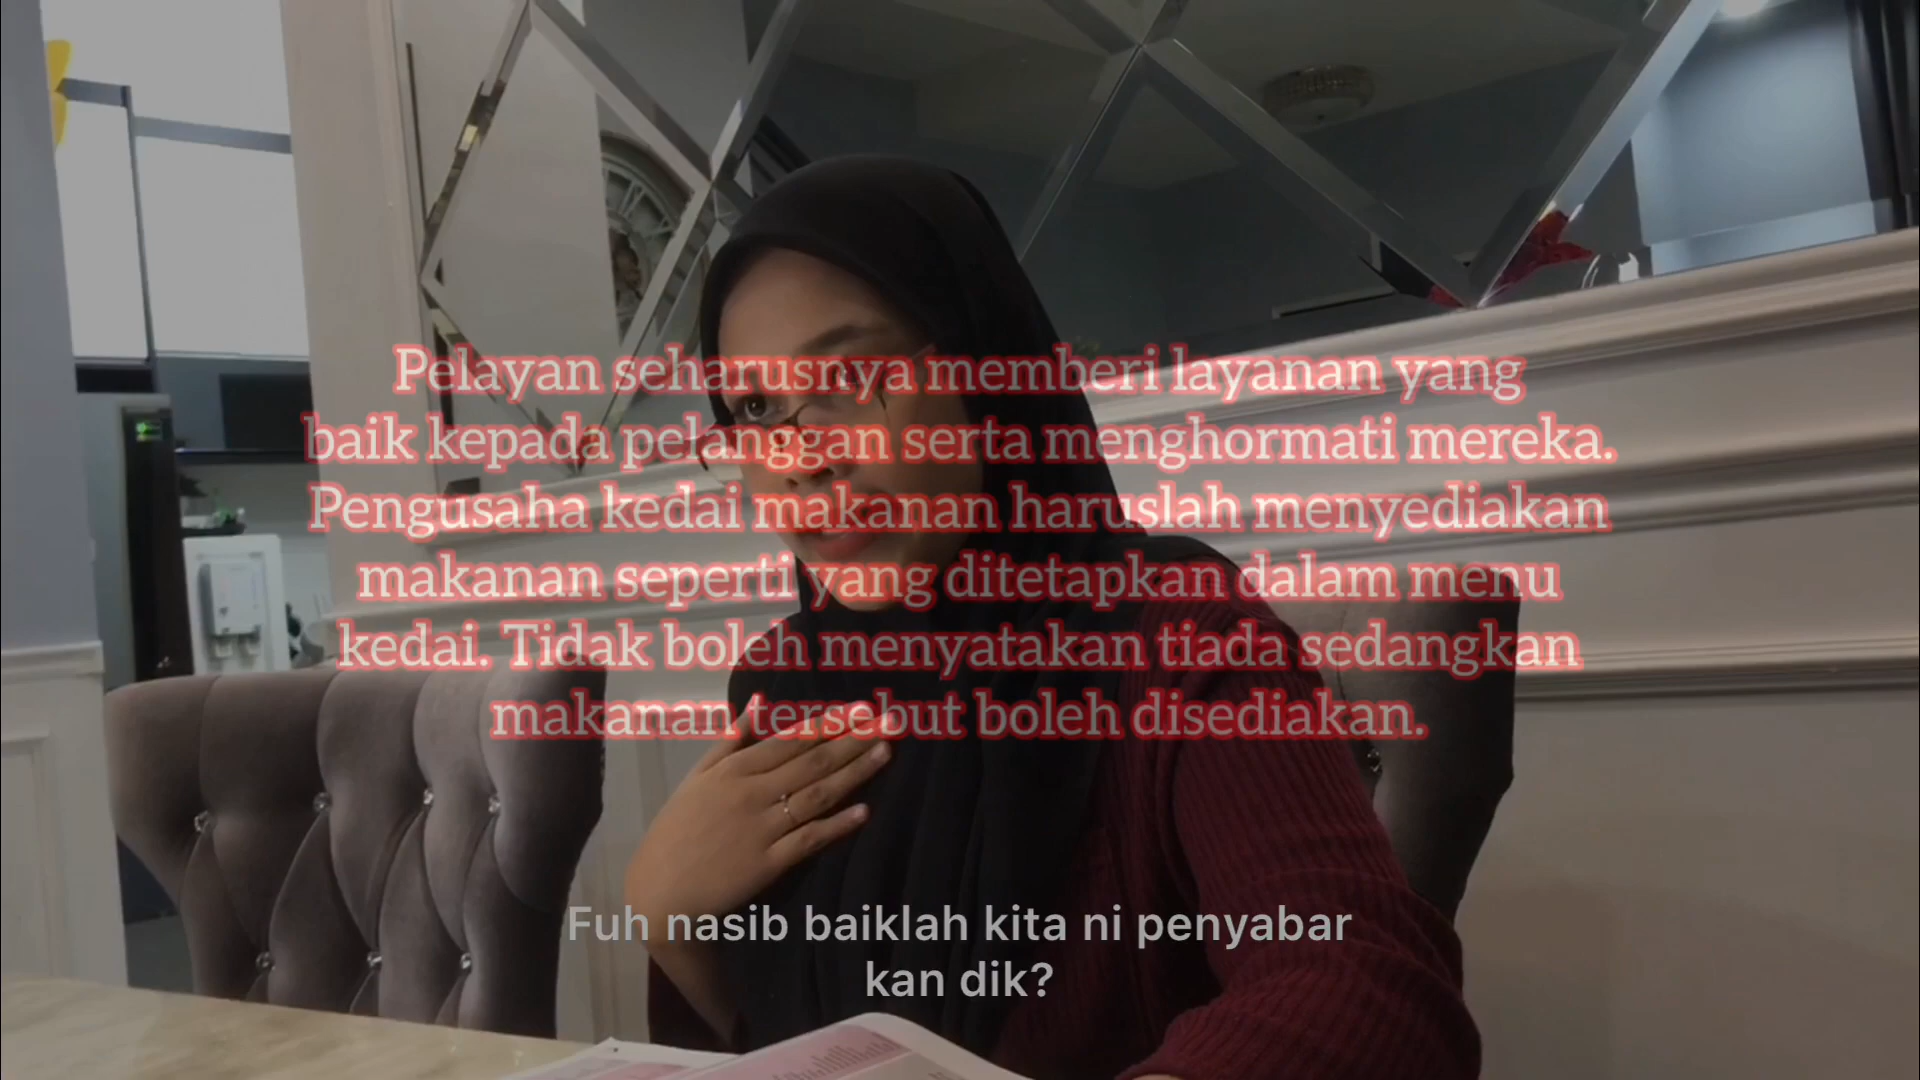 Pelayan seharusnya memberi layanan yang
baik kepada pelanggan serta menghormati mereka.
Pengusaha kedai makanan haruslah menyediakan
makanan seperti yang ditetapkan dalam menu
kedai. Tidak boleh menyatakan tiada sedangkan
makanan tersebut boleh disediakan.
Fuh nasib baiklah kita ni penyabar
kan dik?